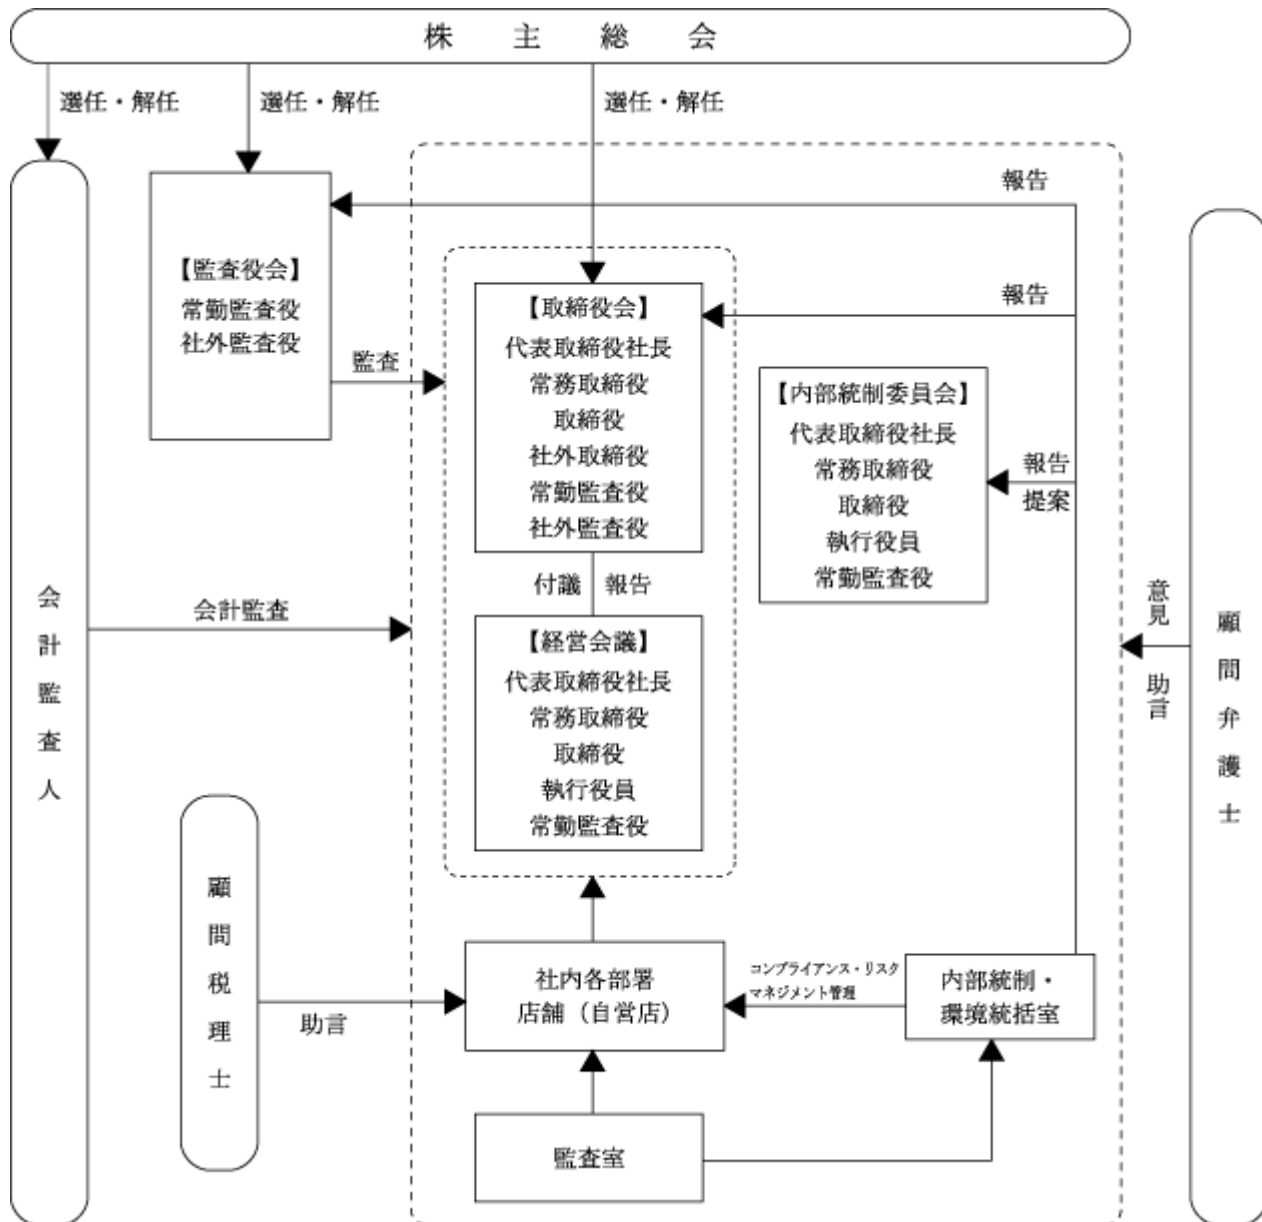 株主総会
選任・解任
選任・解任
選任・解任
報告
【監査役会】
常勤監査役
社外監査役
監査
【取締役会】
代表取締役社長
常務取締役
取締役
社外取締役
常勤監査役
社外監査役
報告
【内部統制委員会】
代表取締役社長
常務取締役
取締役
執行役員
常勤監査役
報告
提案
付議
報告
【経営会議】
代表取締役社長
常務取締役
取締役
執行役員
常勤監査役
会計監査人
会計監査
意見
助言
顧問弁護士
顧問税理士
助言
社内各部署
店舗（自営店）
コンプライアンス・リスク
マネジメント管理
内部統制・
環境統括室
監査室